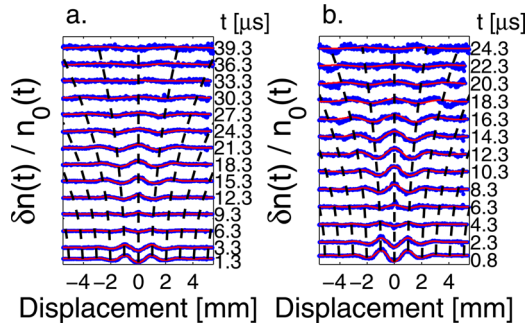 a.
t [μs]
δn(t) / n₀(t)
39.3
36.3
33.3
30.3
27.3
24.3
21.3
18.3
15.3
12.3
9.3
6.3
3.3
1.3
−4 −2 0 2 4
Displacement [mm]
b.
t [μs]
δn(t) / n₀(t)
24.3
22.3
20.3
18.3
16.3
14.3
12.3
10.3
8.3
6.3
4.3
2.3
0.8
−4 −2 0 2 4
Displacement [mm]